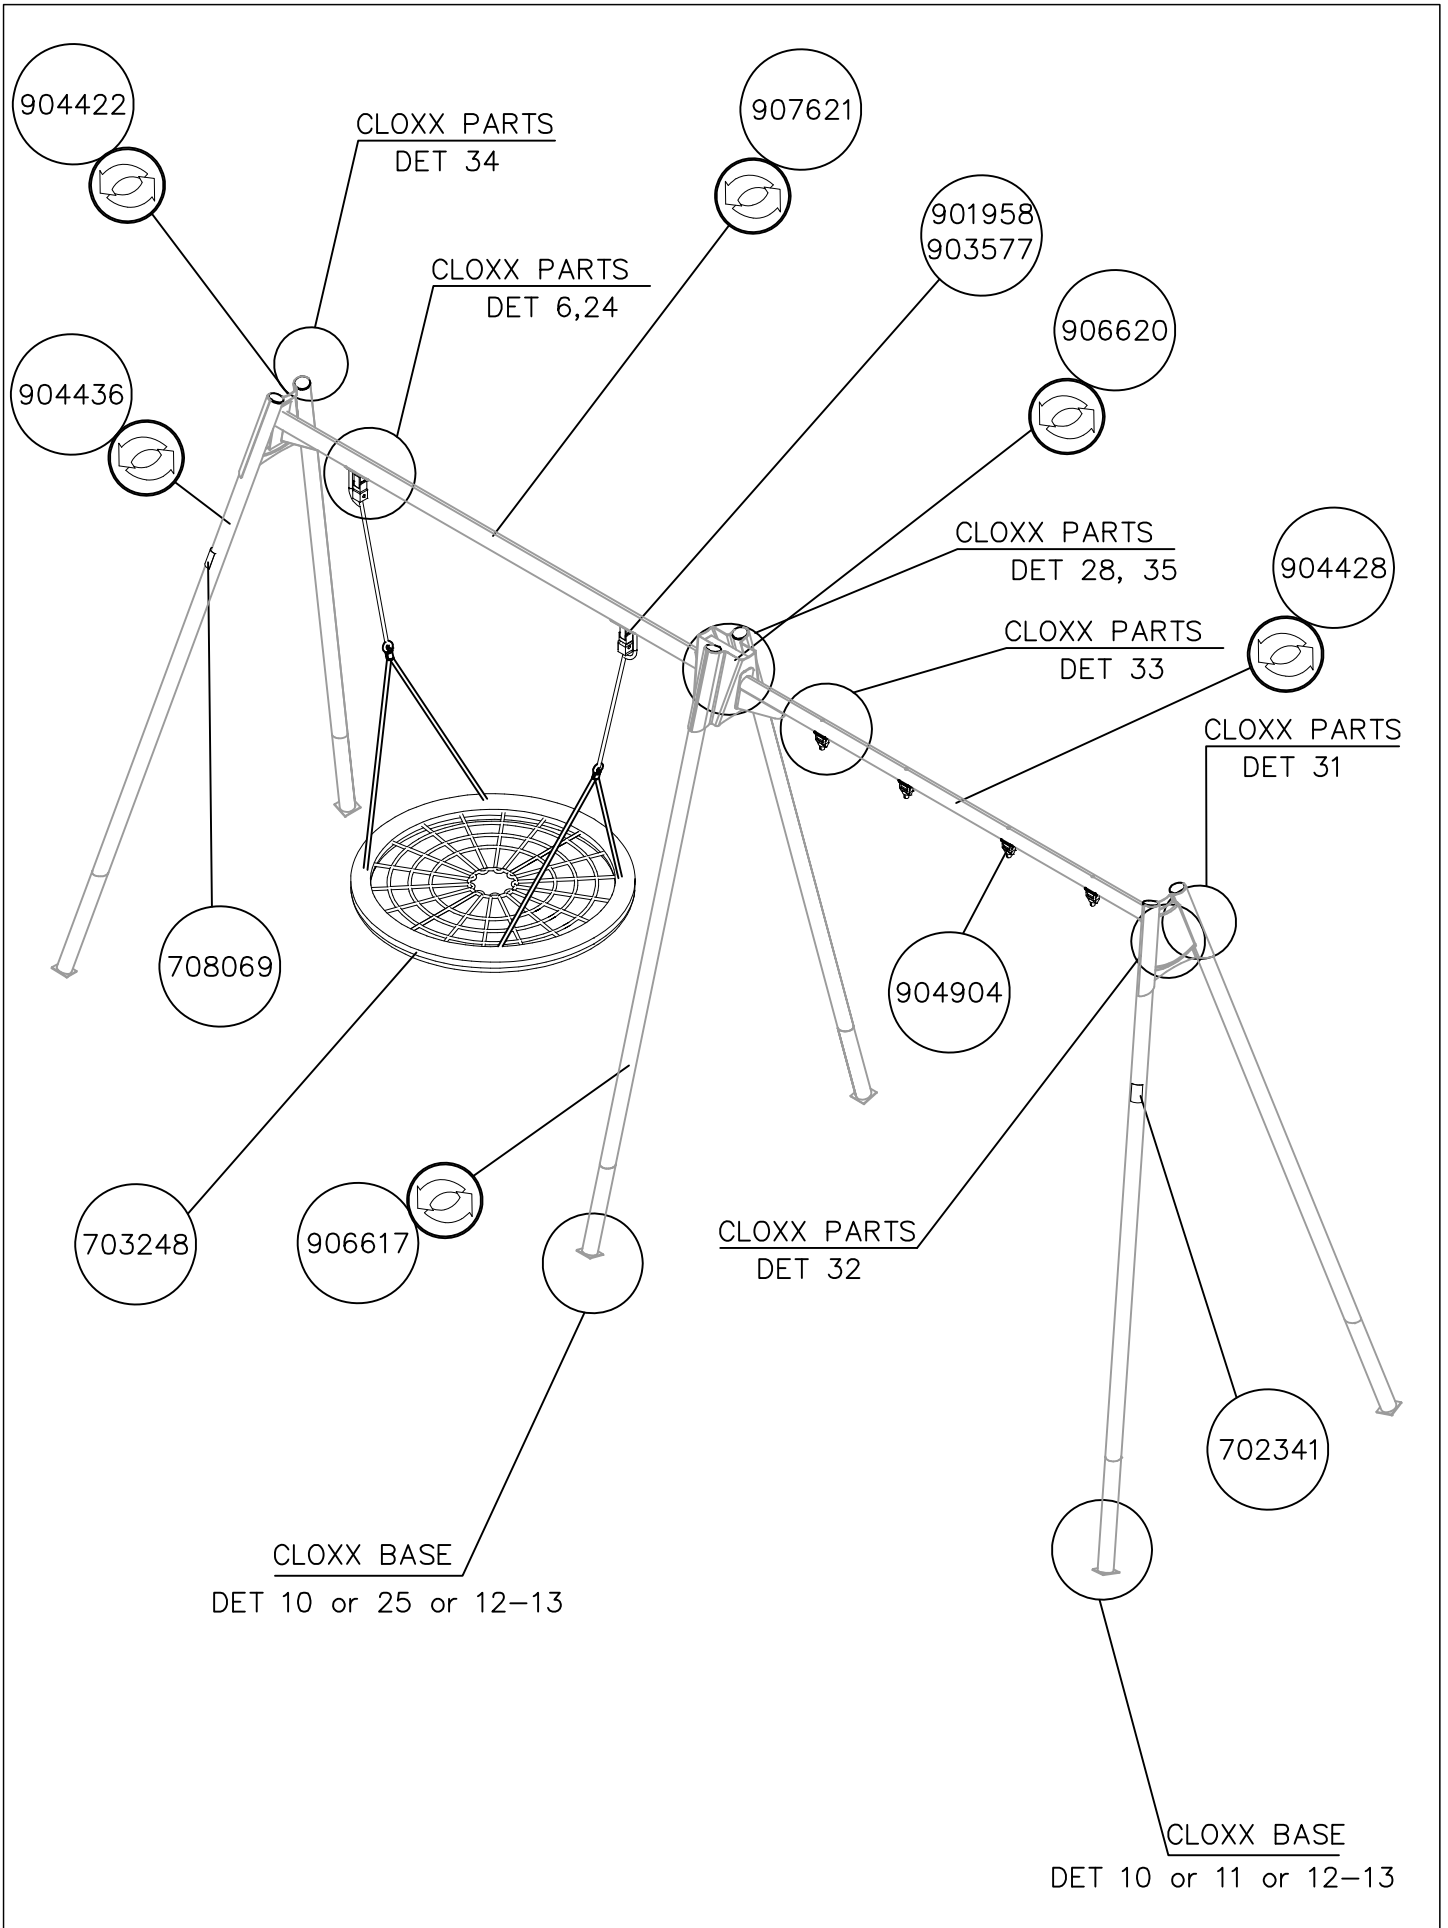 904422
CLOXX PARTS
DET 34
907621
901958
903577
CLOXX PARTS
DET 6,24
906620
904436
CLOXX PARTS
DET 28, 35
904428
CLOXX PARTS
DET 33
CLOXX PARTS
DET 31
708069
904904
703248
906617
CLOXX PARTS
DET 32
702341
CLOXX BASE
DET 10 or 25 or 12-13
CLOXX BASE
DET 10 or 11 or 12-13